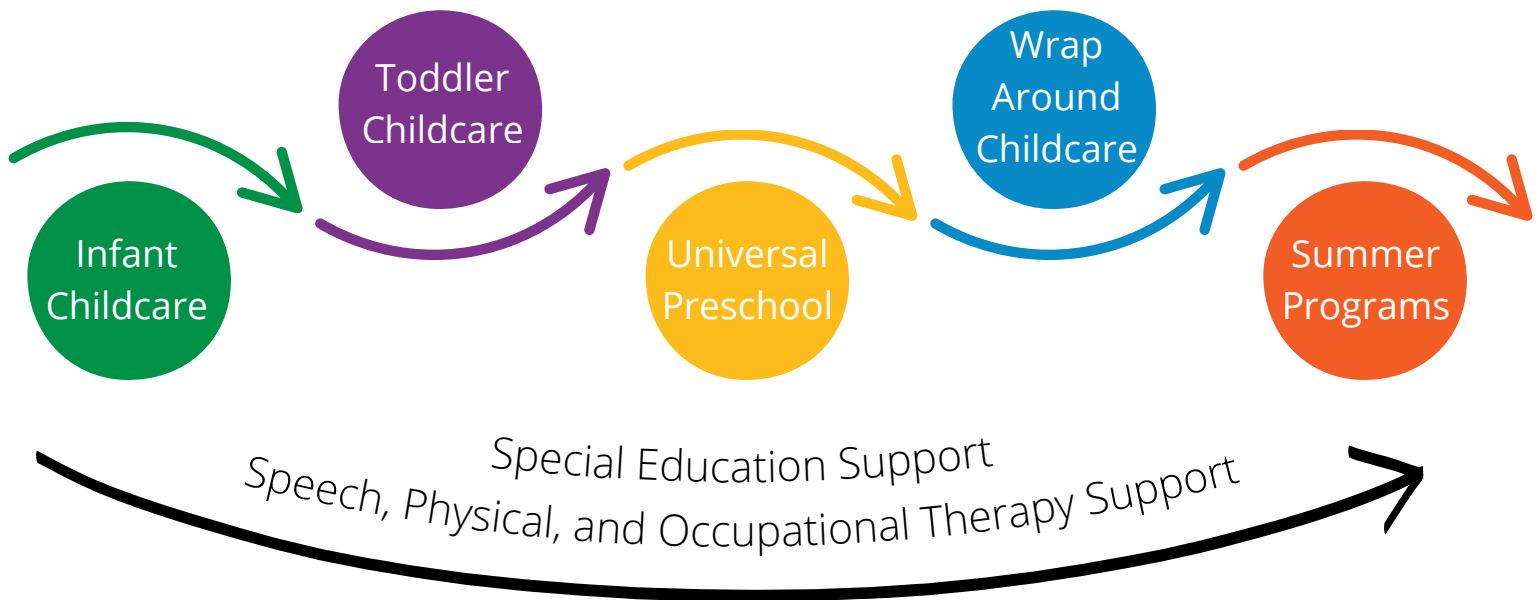 Infant
Childcare
Toddler
Childcare
Universal
Preschool
Wrap
Around
Childcare
Summer
Programs
Special Education Support
Speech, Physical, and Occupational Therapy Support